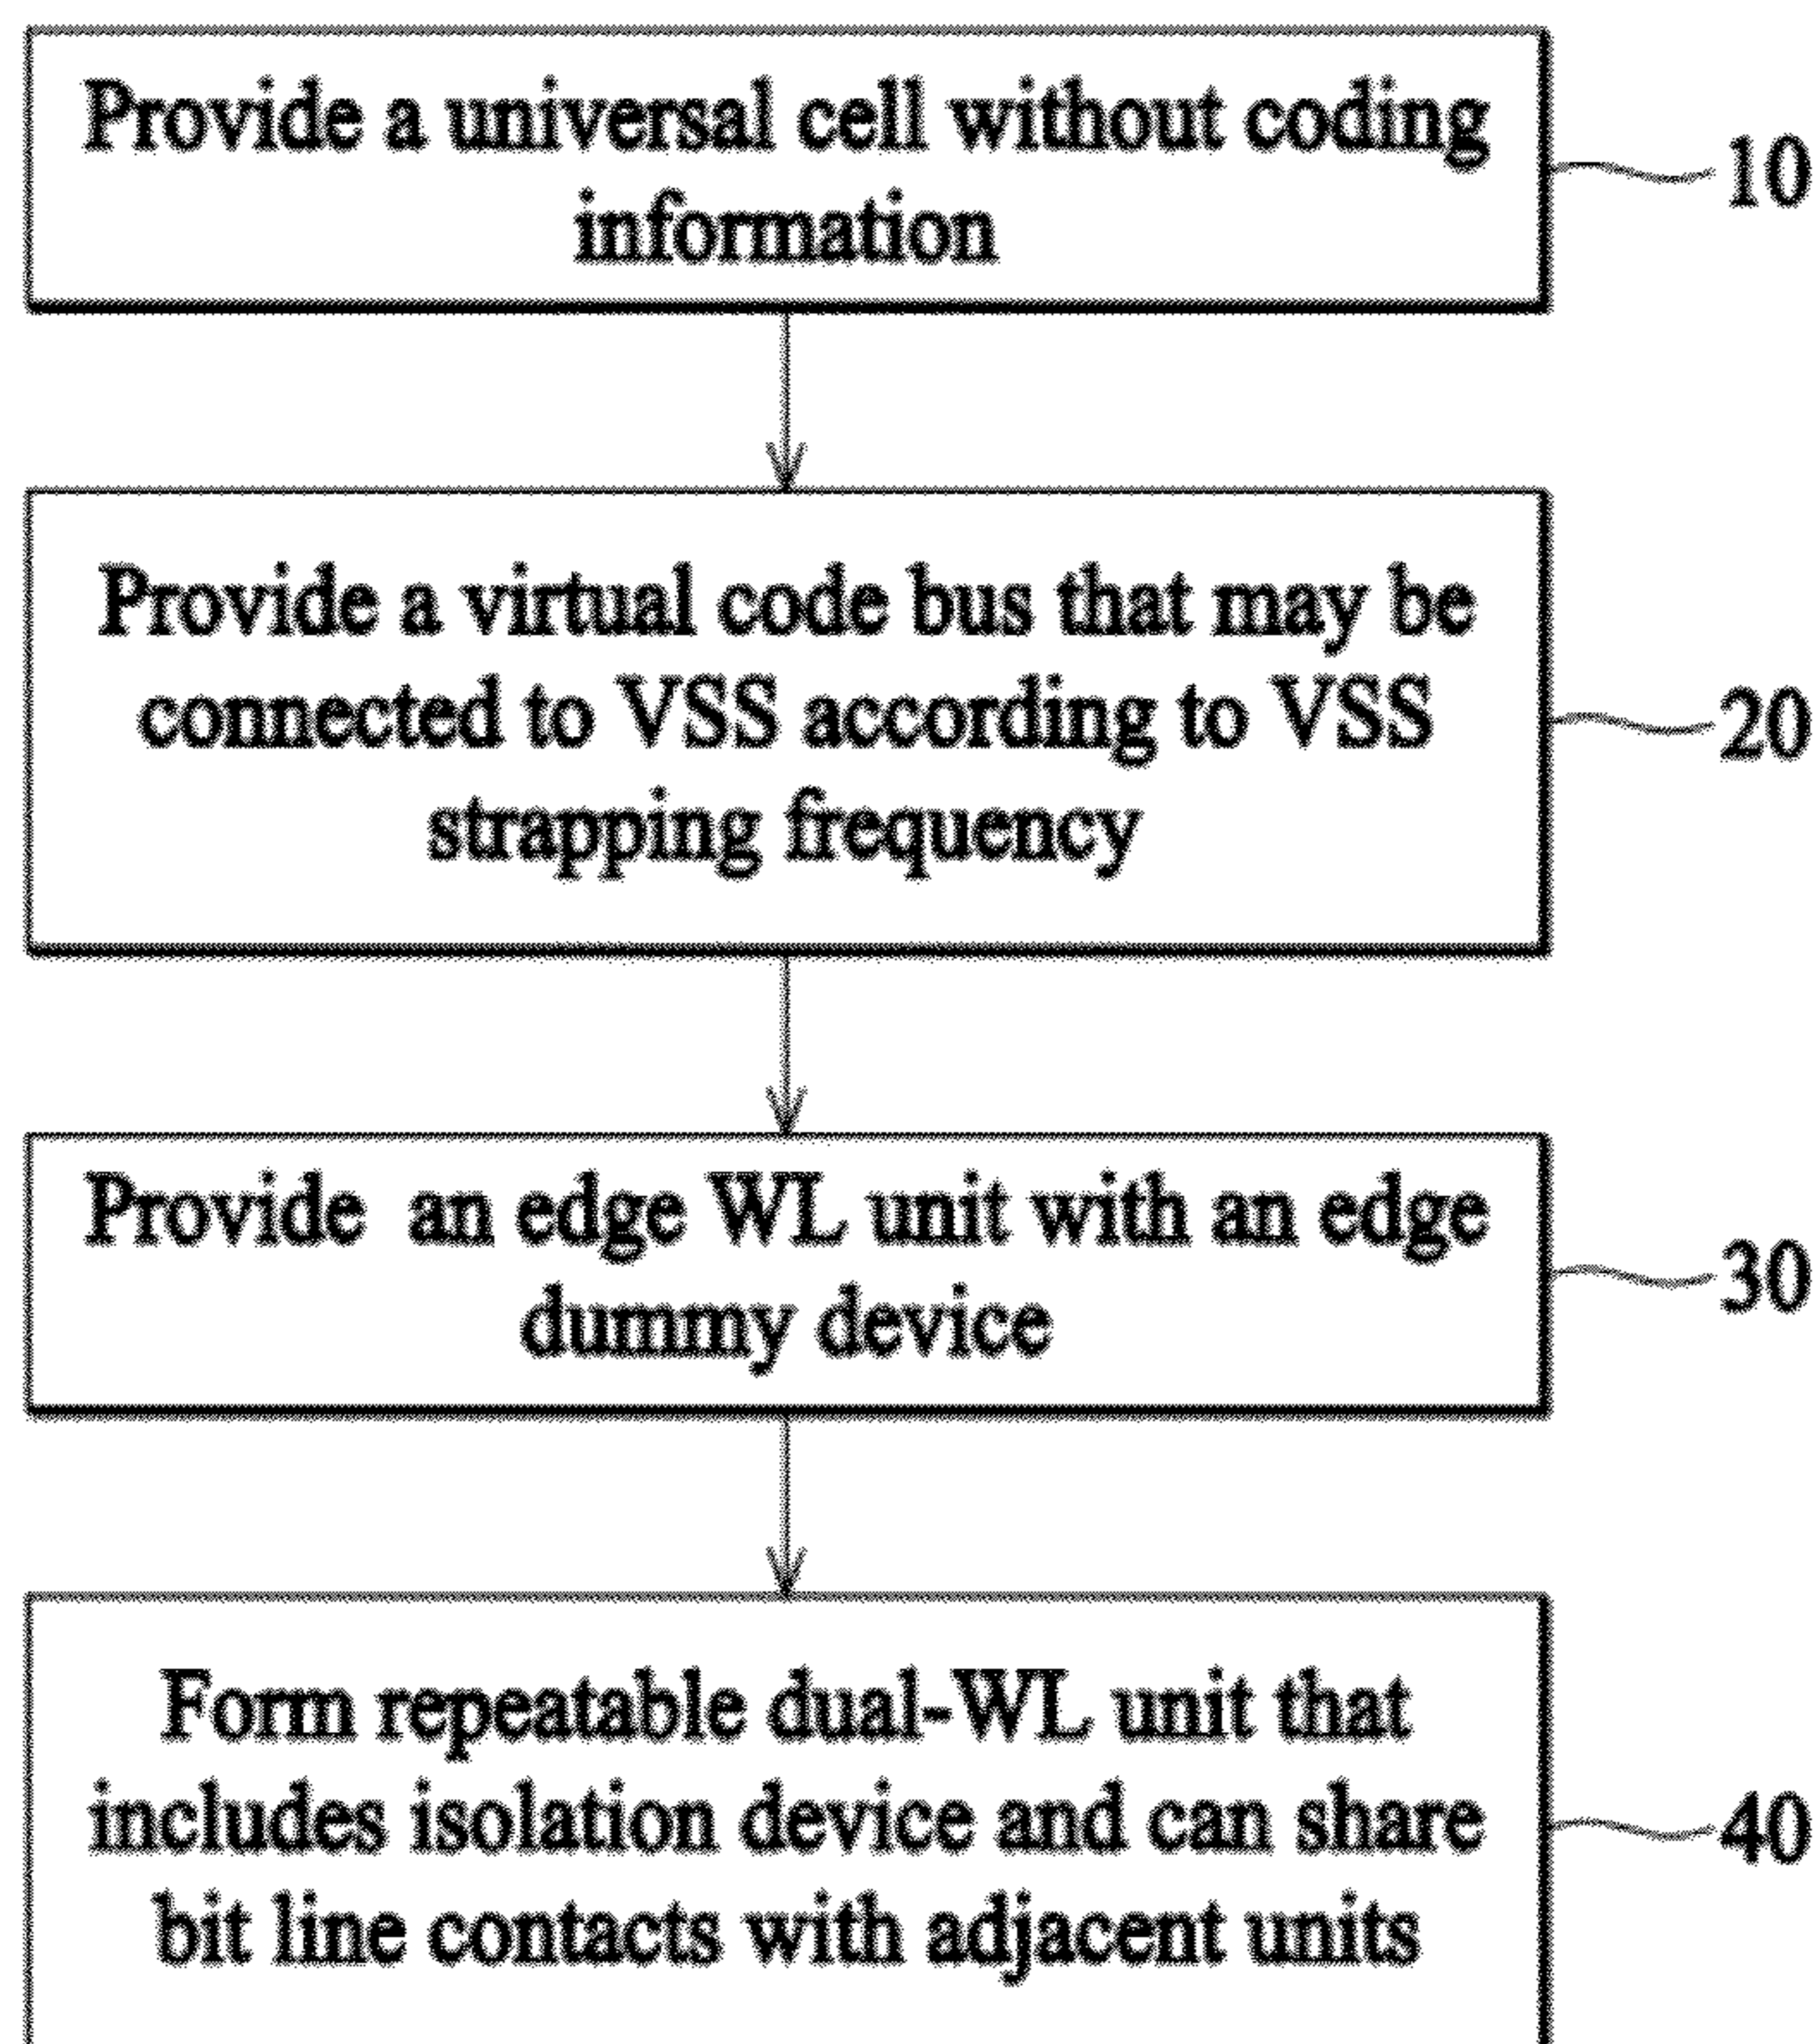 Provide a universal cell without coding
information
10
Provide a virtual code bus that may be
connected to VSS according to VSS
strapping frequency
20
Provide an edge WL unit with an edge
dummy device
30
Form repeatable dual-WL unit that
includes isolation device and can share
bit line contacts with adjacent units
40